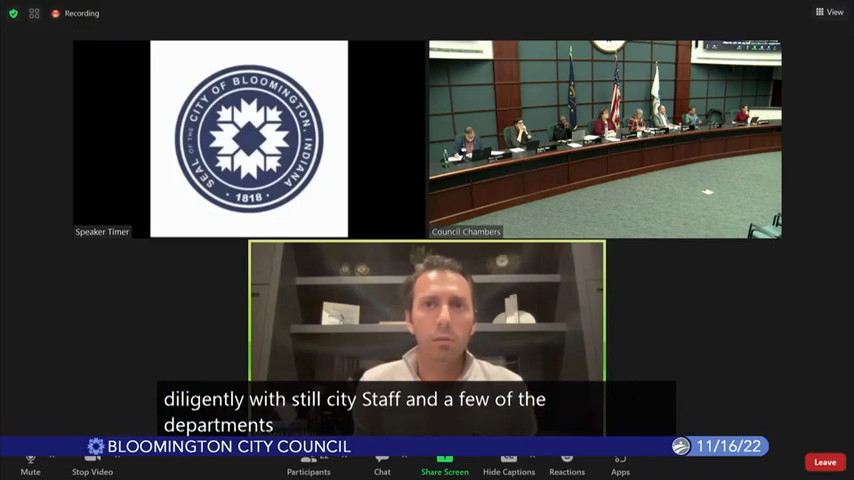 Recording
View
SEAL OF THE CITY OF BLOOMINGTON, INDIANA
1818
Speaker Timer
Council Chambers
diligently with still city Staff and a few of the
departments
BLOOMINGTON CITY COUNCIL
11/16/22
Mute
Stop Video
Participants
Chat
Share Screen
Hide Captions
Reactions
Apps
Leave